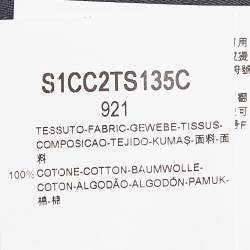 S1CC2TS135C
921
TESSUTO-FABRIC-GEWEBE-TISSUS-
COMPOSICAO-TEJIDO-KUMAS-面料-面
料
100% COTONE-COTTON-BAUMWOLLE-
COTON-ALGODÃO-ALGODÓN-PAMUK-
棉-棉